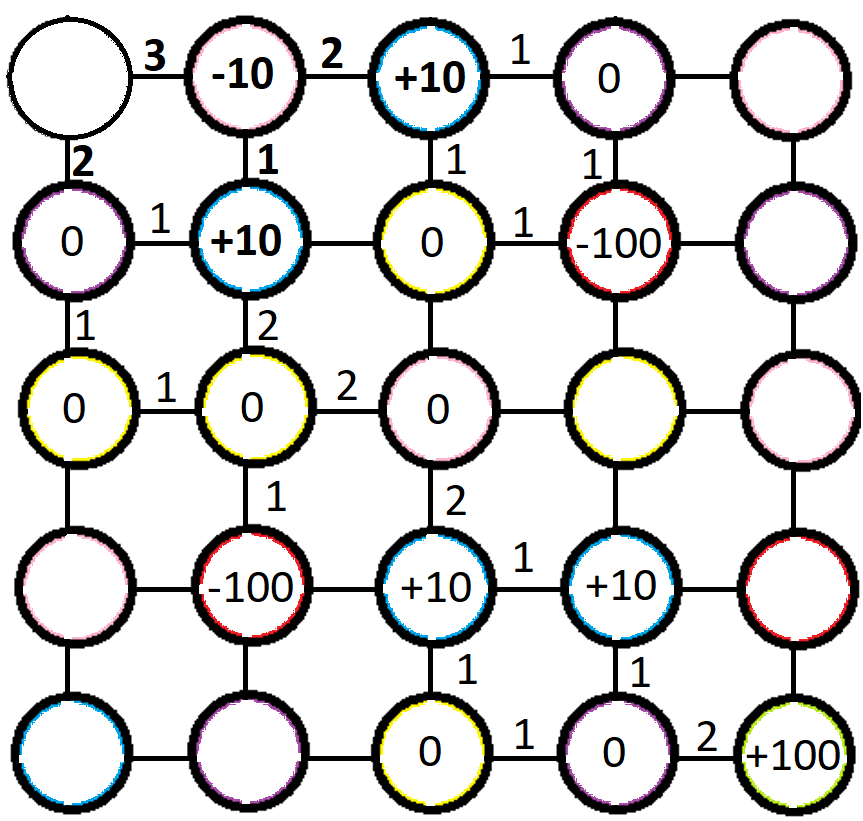 3 -10 2 +10 1 0
2 1 1 1
0 1 +10 0 1 -100
1 2
0 1 0 2 0
1 2
-100 +10 1 +10
1 1
0 1 0 2 +100